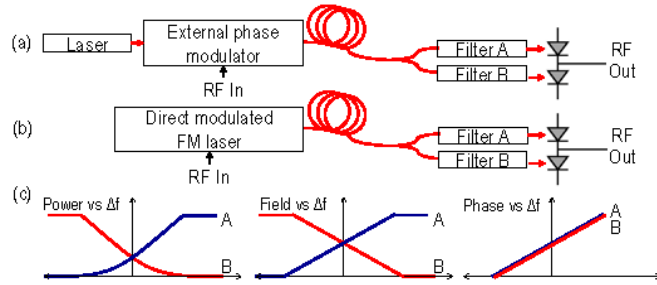 (a)
Laser
External phase
modulator
RF In
Filter A
Filter B
RF
Out
(b)
Direct modulated
FM laser
RF In
Filter A
Filter B
RF
Out
(c)
Power vs Δf
A
B
Field vs Δf
A
B
Phase vs Δf
A
B